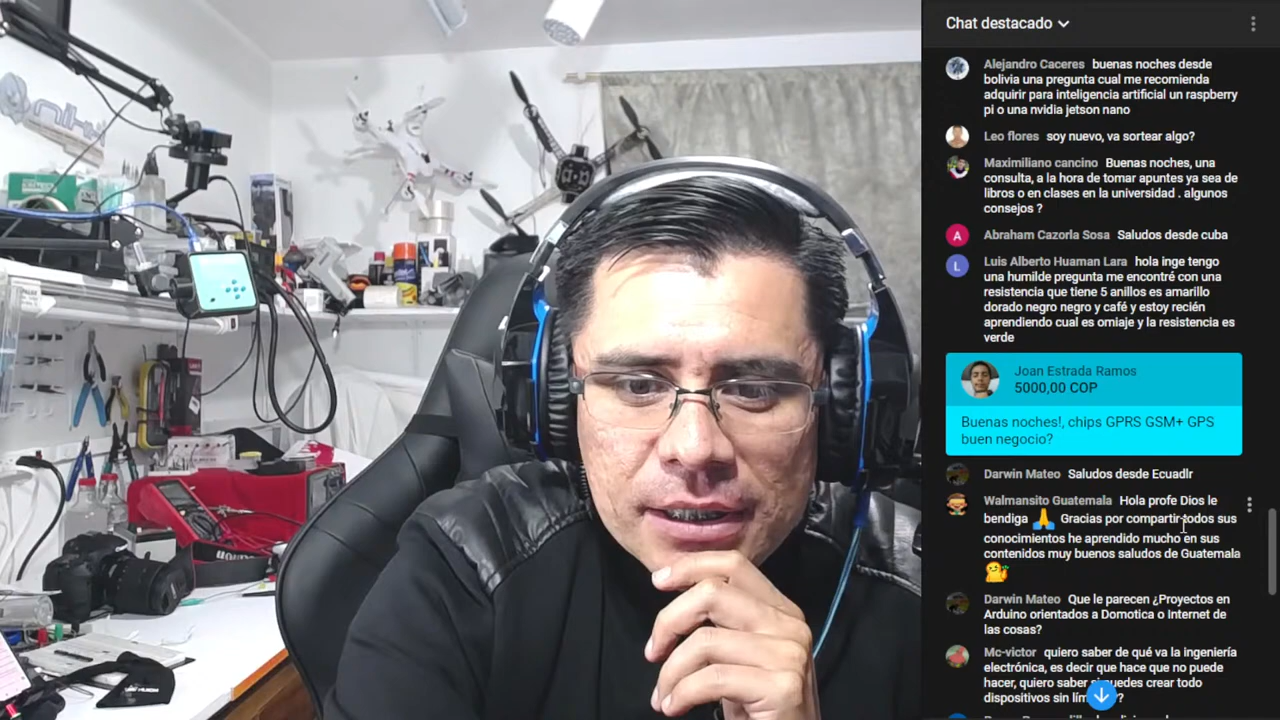 Chat destacado
Alejandro Caceres buenas noches desde
bolivia una pregunta cual me recomienda
adquirir para inteligencia artificial un raspberry
pi o una nvidia jetson nano
Leo flores soy nuevo, va sortear algo?
Maximiliano cancino Buenas noches, una
consulta, a la hora de tomar apuntes ya sea de
libros o en clases en la universidad . algunos
consejos ?
A
Abraham Cazorla Sosa Saludos desde cuba
L
Luis Alberto Huaman Lara hola inge tengo
una humilde pregunta me encontré con una
resistencia que tiene 5 anillos es amarillo
dorado negro negro y café y estoy recién
aprendiendo cual es omiaje y la resistencia es
verde
Joan Estrada Ramos
5000,00 COP
Buenas noches!, chips GPRS GSM+ GPS
buen negocio?
Darwin Mateo Saludos desde Ecuadlr
Walmansito Guatemala Hola profe Dios le
bendiga 🙏 Gracias por compartir todos sus
conocimientos he aprendido mucho en sus
contenidos muy buenos saludos de Guatemala
Darwin Mateo Que le parecen ¿Proyectos en
Arduino orientados a Domotica o Internet de
las cosas?
Mc-victor quiero saber de qué va la ingeniería
electrónica, es decir que hace que no puede
hacer, quiero saber si puedes crear todo
dispositivos sin